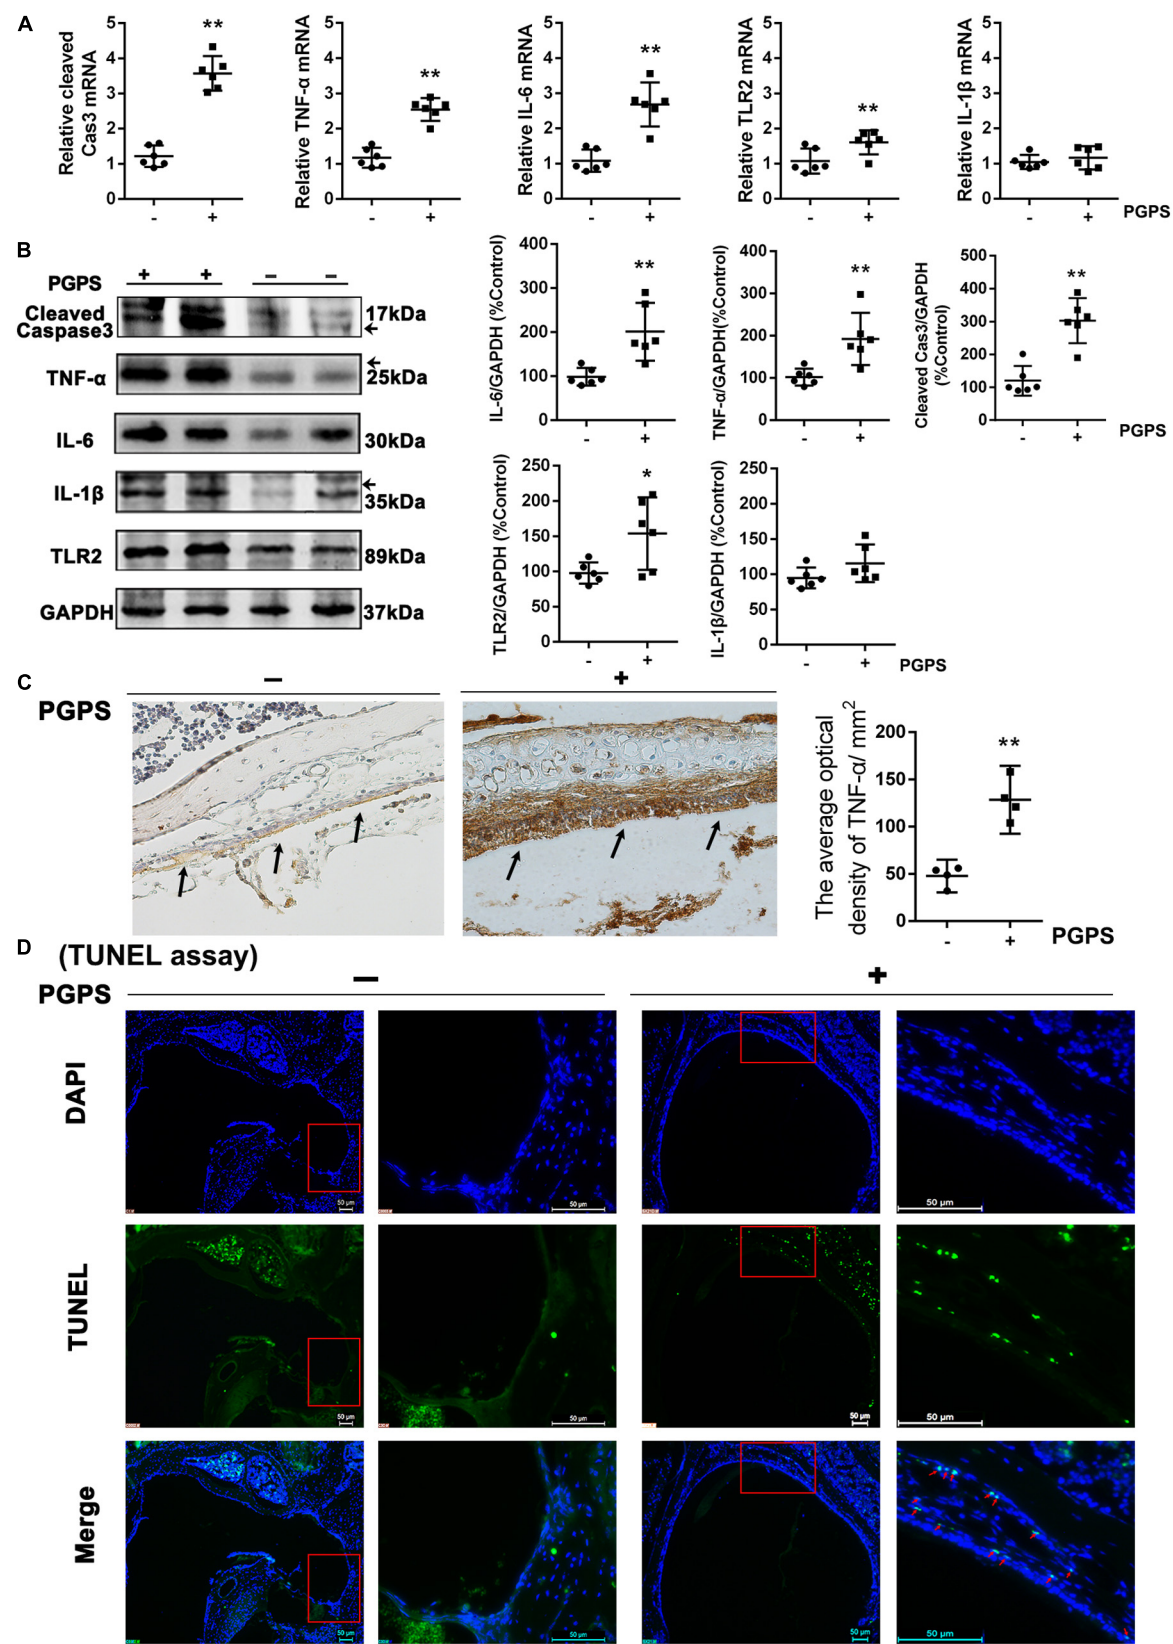 A
Relative cleaved
Cas3 mRNA
5
4
3
2
1
0
**
-
+
Relative TNF-α mRNA
5
4
3
2
1
0
**
-
+
Relative IL-6 mRNA
5
4
3
2
1
0
**
-
+
Relative TLR2 mRNA
5
4
3
2
1
0
**
-
+
Relative IL-1β mRNA
5
4
3
2
1
0
-
+
PGPS
B
PGPS
+ + − −
Cleaved
Caspase3
17kDa
TNF-α
25kDa
IL-6
30kDa
IL-1β
35kDa
TLR2
89kDa
GAPDH
37kDa
IL-6/GAPDH (%Control)
400
300
200
100
0
**
-
+
TNF-α/GAPDH(%Control)
400
300
200
100
0
**
-
+
Cleaved Cas3/GAPDH
(%Control)
500
400
300
200
100
0
**
-
+
PGPS
TLR2/GAPDH (%Control)
250
200
150
100
50
0
*
-
+
IL-1β/GAPDH (%Control)
250
200
150
100
50
0
-
+
PGPS
C
PGPS
−
+
The average optical
density of TNF-α/ mm2
200
150
100
50
0
**
-
+
PGPS
D
(TUNEL assay)
PGPS
−
+
DAPI
50 µm
50 µm
50 µm
50 µm
TUNEL
50 µm
50 µm
50 µm
50 µm
Merge
50 µm
50 µm
50 µm
50 µm